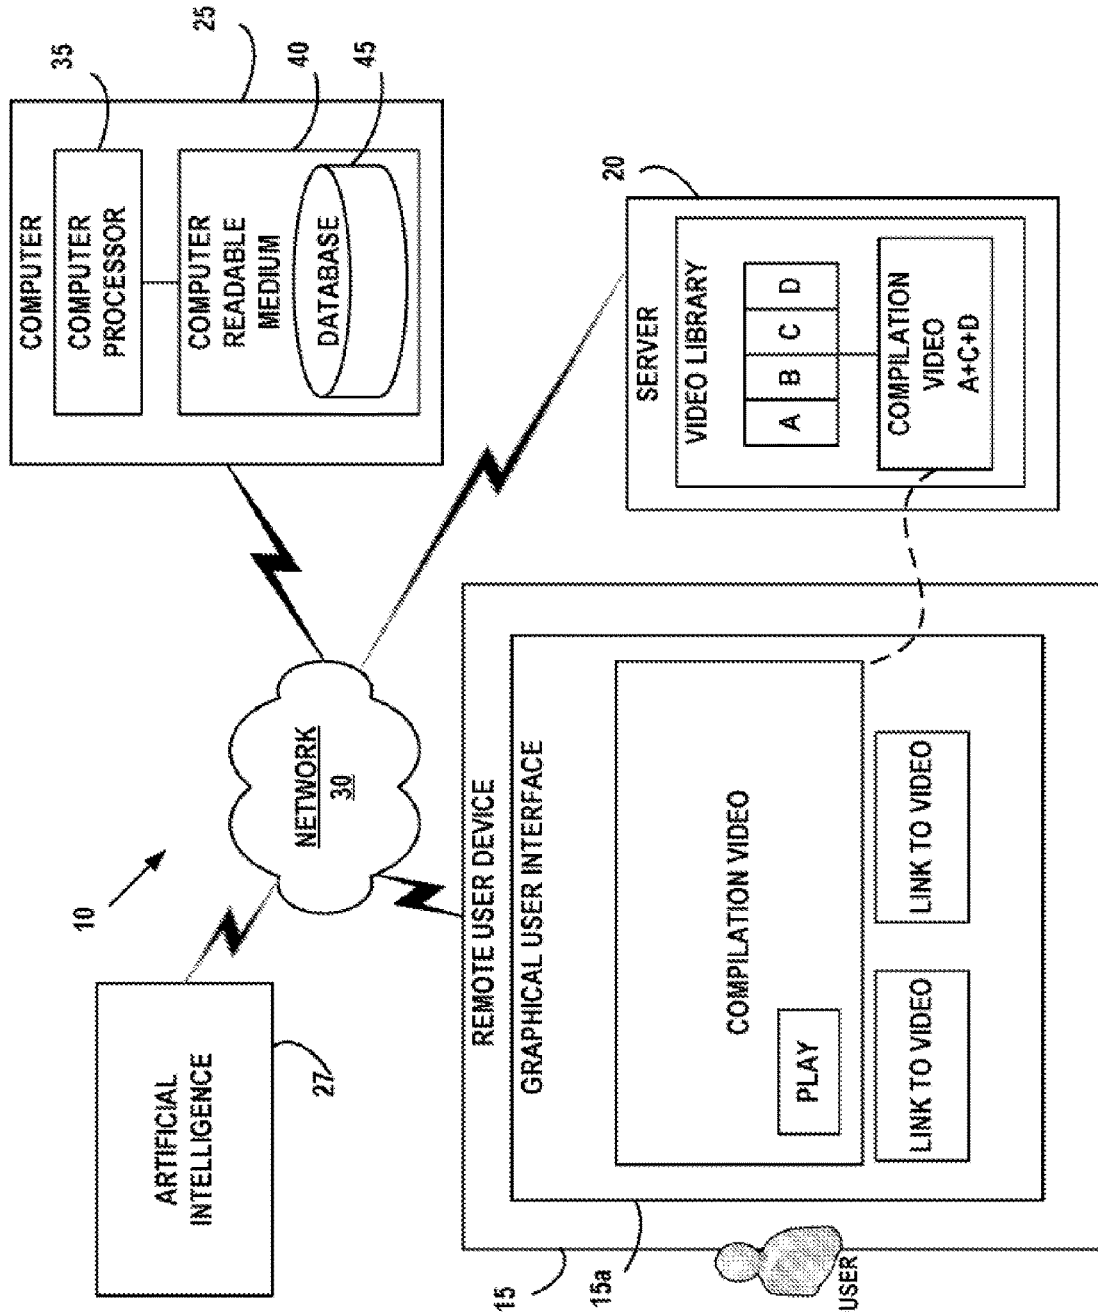 10
ARTIFICIAL
INTELLIGENCE
27
NETWORK
30
COMPUTER
COMPUTER
PROCESSOR
COMPUTER
READABLE
MEDIUM
DATABASE
35
25
40
45
15
15a
USER
REMOTE USER DEVICE
GRAPHICAL USER INTERFACE
COMPILATION VIDEO
PLAY
LINK TO VIDEO
LINK TO VIDEO
20
SERVER
VIDEO LIBRARY
A B C D
COMPILATION
VIDEO
A+C+D